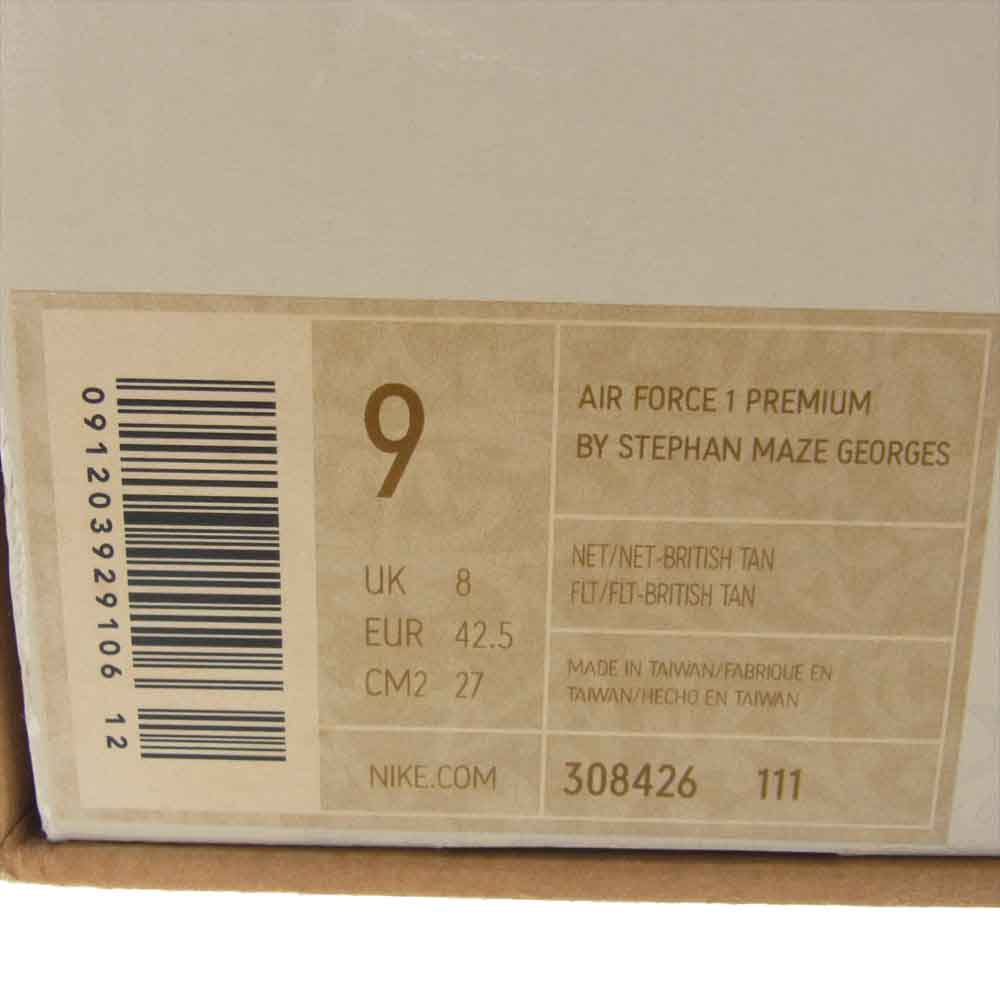 091203929106 12
9
UK 8
EUR 42.5
CM2 27
NIKE.COM
AIR FORCE 1 PREMIUM
BY STEPHAN MAZE GEORGES
NET/NET-BRITISH TAN
FLT/FLT-BRITISH TAN
MADE IN TAIWAN/FABRIQUE EN
TAIWAN/HECHO EN TAIWAN
308426 111